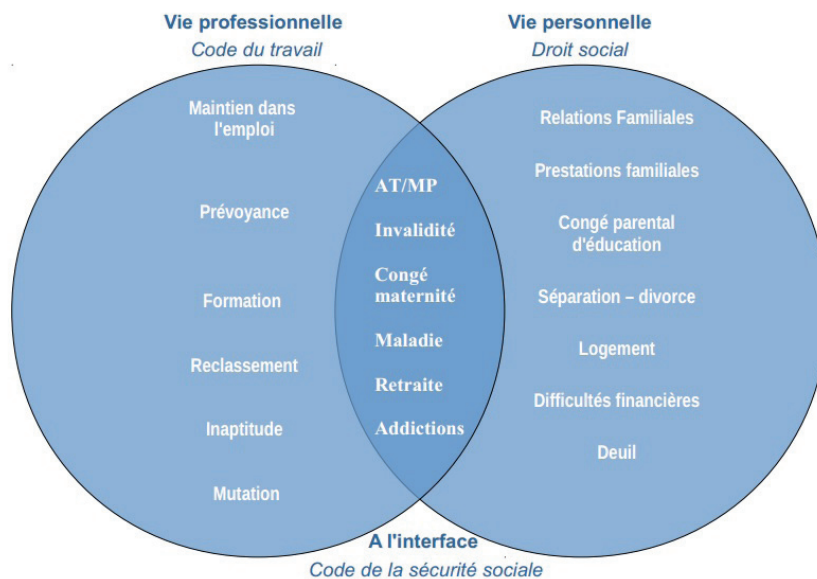 Vie professionnelle
Code du travail
Vie personnelle
Droit social
Maintien dans
l'emploi
Prévoyance
Formation
Reclassement
Inaptitude
Mutation
AT/MP
Invalidité
Congé
maternité
Maladie
Retraite
Addictions
Relations Familiales
Prestations familiales
Congé parental
d'éducation
Séparation – divorce
Logement
Difficultés financières
Deuil
A l'interface
Code de la sécurité sociale